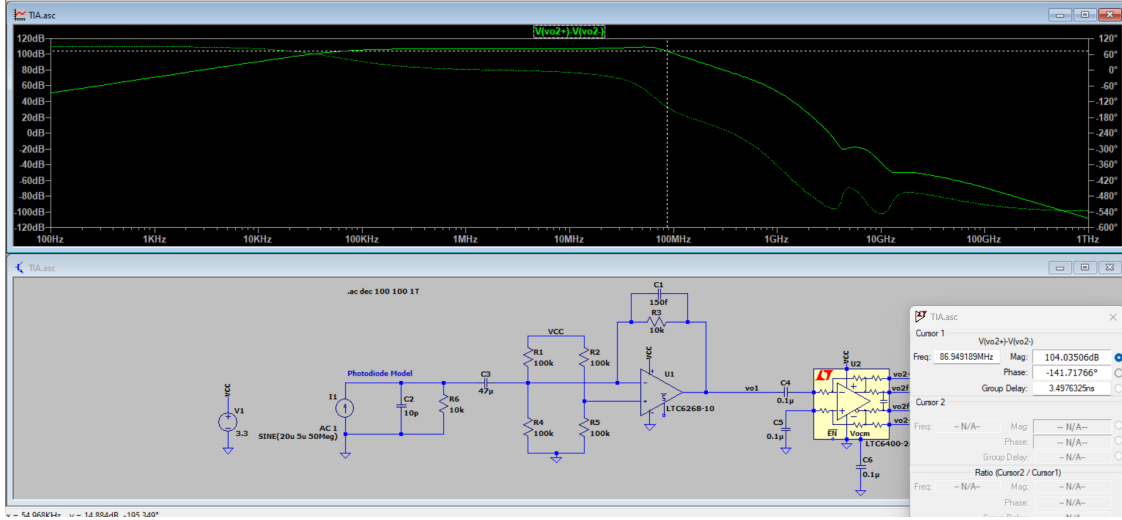 TIA.asc
V(vo2+)-V(vo2-)
120dB
100dB
80dB
60dB
40dB
20dB
0dB
-20dB
-40dB
-60dB
-80dB
-100dB
-120dB
120°
60°
0°
-60°
-120°
-180°
-240°
-300°
-360°
-420°
-480°
-540°
-600°
100Hz 1KHz 10KHz 100KHz 1MHz 10MHz 100MHz 1GHz 10GHz 100GHz 1THz
TIA.asc
.ac dec 100 100 1T
C1
150f
R3
10k
VCC
R1
100k
R2
100k
VCC
U1
LTC6268-10
Photodiode Model
C3
47µ
I1
C2
10p
R6
10k
AC 1
SINE(20u 5u 50Meg)
VCC
V1
3.3
R4
100k
R5
100k
vo1
C4
0.1µ
C5
0.1µ
VCC
U2
EN
Vocm
C6
0.1µ
TIA.asc
Cursor 1
V(vo2+)-V(vo2-)
Freq: 86.949189MHz Mag: 104.03506dB
Phase: -141.71766°
Group Delay: 3.4976325ns
Cursor 2
Freq: -- N/A-- Mag: -- N/A--
Phase: -- N/A--
Group Delay: -- N/A--
Ratio (Cursor2 / Cursor1)
Freq: -- N/A-- Mag: -- N/A--
Phase: -- N/A--
x = 54.968KHz y = 14.884dB, -195.349°